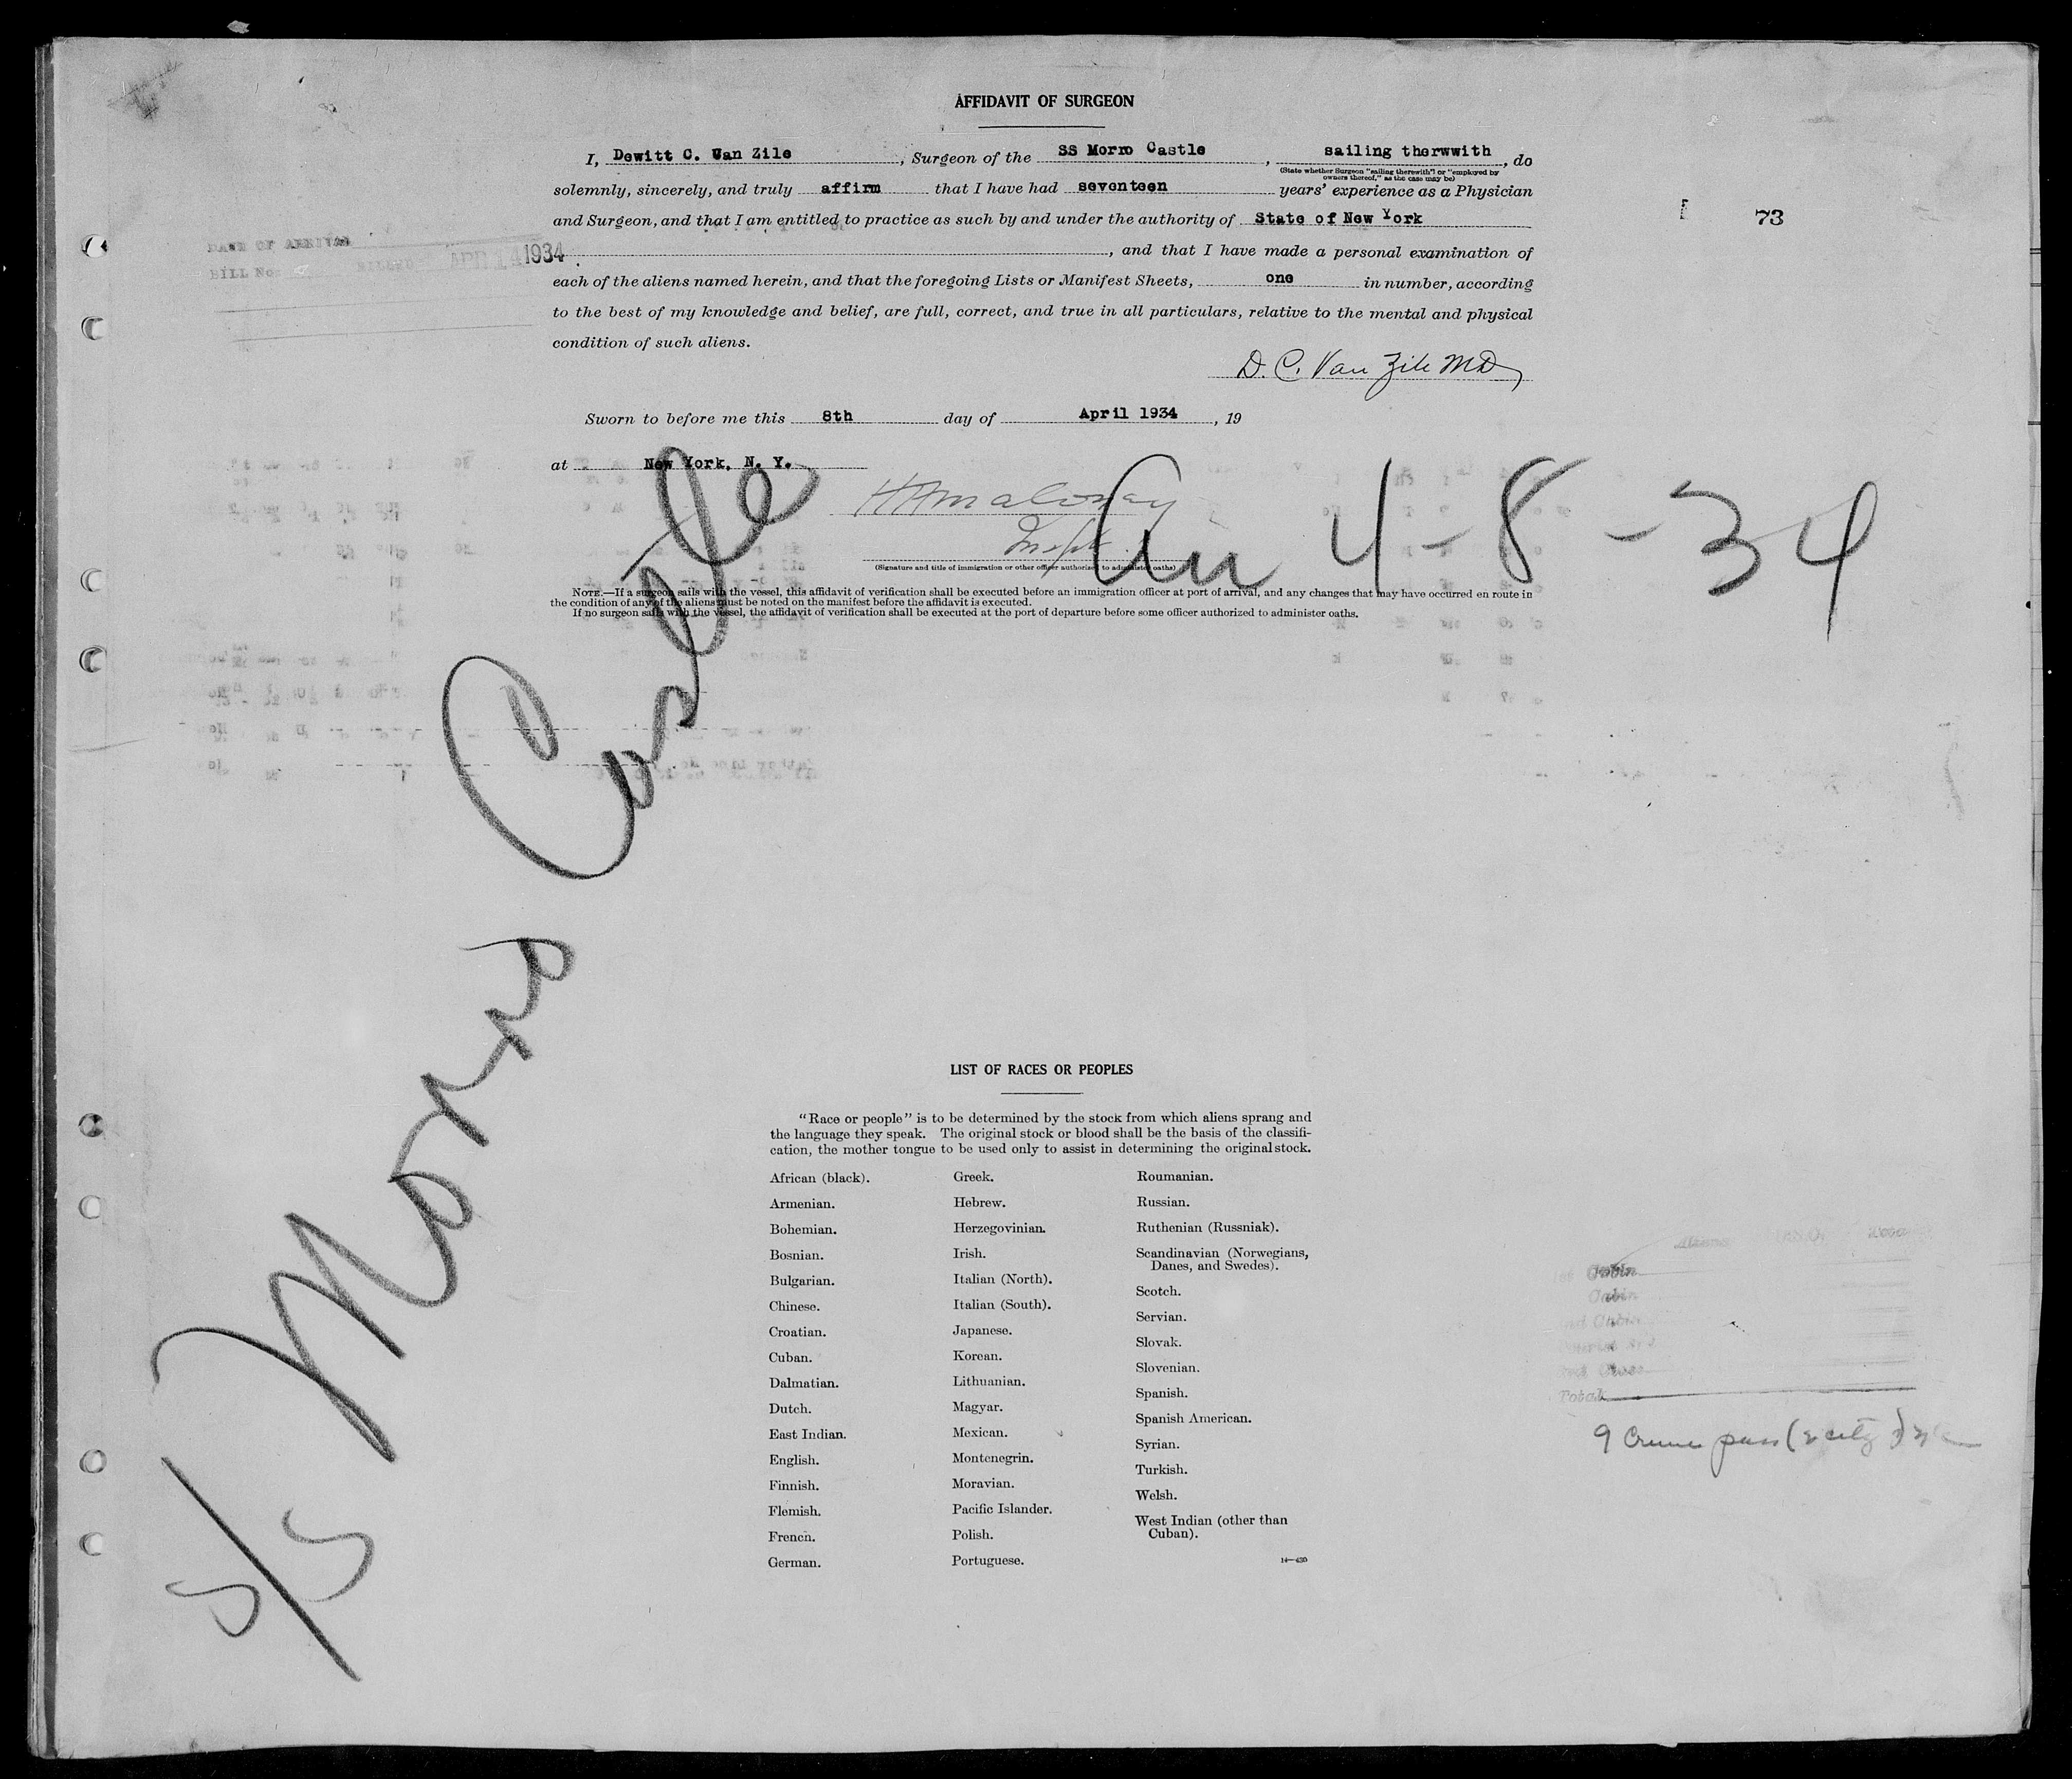 AFFIDAVIT OF SURGEON
I, Dewitt C. Van Zile, Surgeon of the SS Morro Castle, sailing therwwith, do
(State whether Surgeon "sailing therewith" or "employed by
owners thereof," as the case may be)
solemnly, sincerely, and truly affirm that I have had seventeen years' experience as a Physician
and Surgeon, and that I am entitled to practice as such by and under the authority of State of New York
73
, and that I have made a personal examination of
BILL No.
APR 14 1934
each of the aliens named herein, and that the foregoing Lists or Manifest Sheets, one in number, according
to the best of my knowledge and belief, are full, correct, and true in all particulars, relative to the mental and physical
condition of such aliens.
D. C. Van Zile MD
Sworn to before me this 8th day of April 1934, 19
at New York, N. Y.
4-8-34
(Signature and title of immigration or other officer authorized to administer oaths)
NOTE.—If a surgeon sails with the vessel, this affidavit of verification shall be executed before an immigration officer at port of arrival, and any changes that may have occurred en route in
the condition of any of the aliens must be noted on the manifest before the affidavit is executed.
If no surgeon sails with the vessel, the affidavit of verification shall be executed at the port of departure before some officer authorized to administer oaths.
S/S Morro Castle
LIST OF RACES OR PEOPLES
"Race or people" is to be determined by the stock from which aliens sprang and
the language they speak. The original stock or blood shall be the basis of the classifi-
cation, the mother tongue to be used only to assist in determining the original stock.
African (black).
Armenian.
Bohemian.
Bosnian.
Bulgarian.
Chinese.
Croatian.
Cuban.
Dalmatian.
Dutch.
East Indian.
English.
Finnish.
Flemish.
French.
German.
Greek.
Hebrew.
Herzegovinian.
Irish.
Italian (North).
Italian (South).
Japanese.
Korean.
Lithuanian.
Magyar.
Mexican.
Montenegrin.
Moravian.
Pacific Islander.
Polish.
Portuguese.
Roumanian.
Russian.
Ruthenian (Russniak).
Scandinavian (Norwegians,
Danes, and Swedes).
Scotch.
Servian.
Slovak.
Slovenian.
Spanish.
Spanish American.
Syrian.
Turkish.
Welsh.
West Indian (other than
Cuban).
Cabin
Cabin
Total